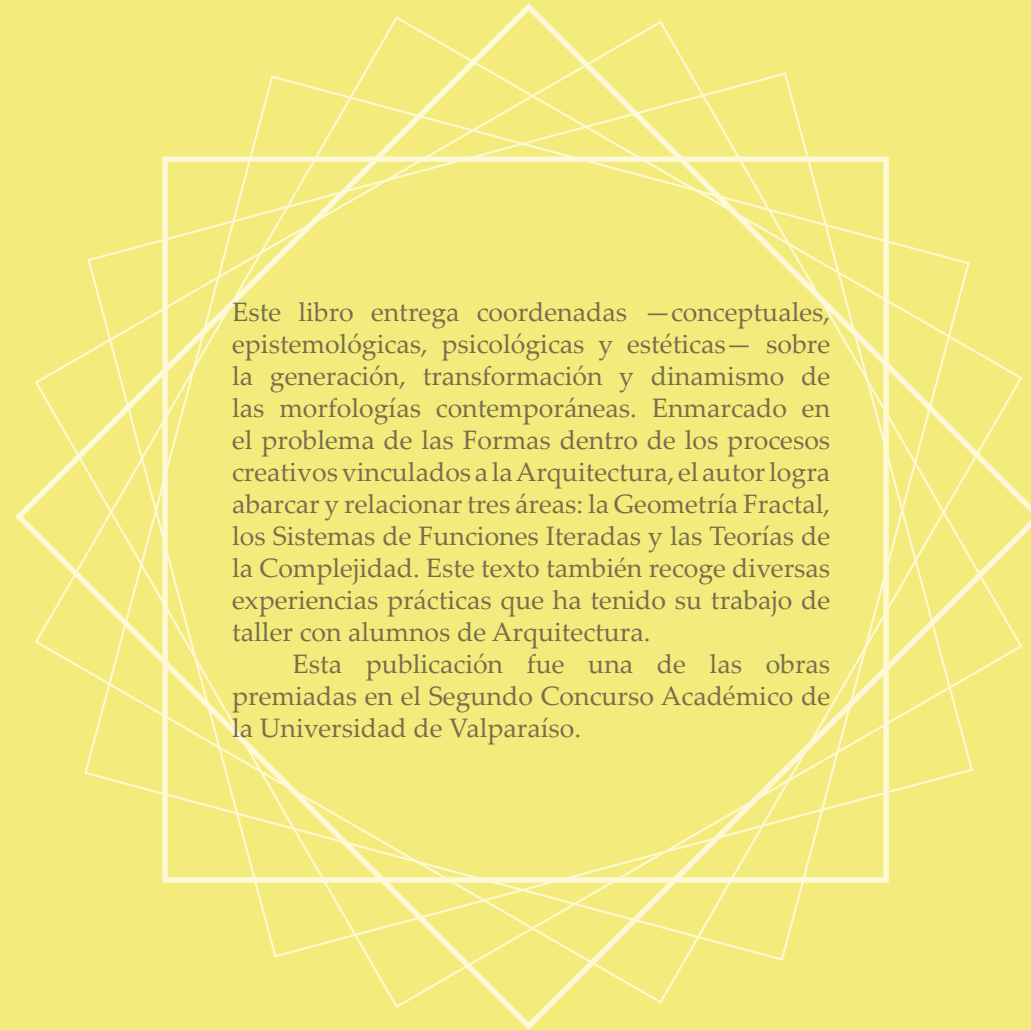 Este libro entrega coordenadas —conceptuales,
epistemológicas, psicológicas y estéticas— sobre
la generación, transformación y dinamismo de
las morfologías contemporáneas. Enmarcado en
el problema de las Formas dentro de los procesos
creativos vinculados a la Arquitectura, el autor logra
abarcar y relacionar tres áreas: la Geometría Fractal,
los Sistemas de Funciones Iteradas y las Teorías de
la Complejidad. Este texto también recoge diversas
experiencias prácticas que ha tenido su trabajo de
taller con alumnos de Arquitectura.
Esta publicación fue una de las obras
premiadas en el Segundo Concurso Académico de
la Universidad de Valparaíso.